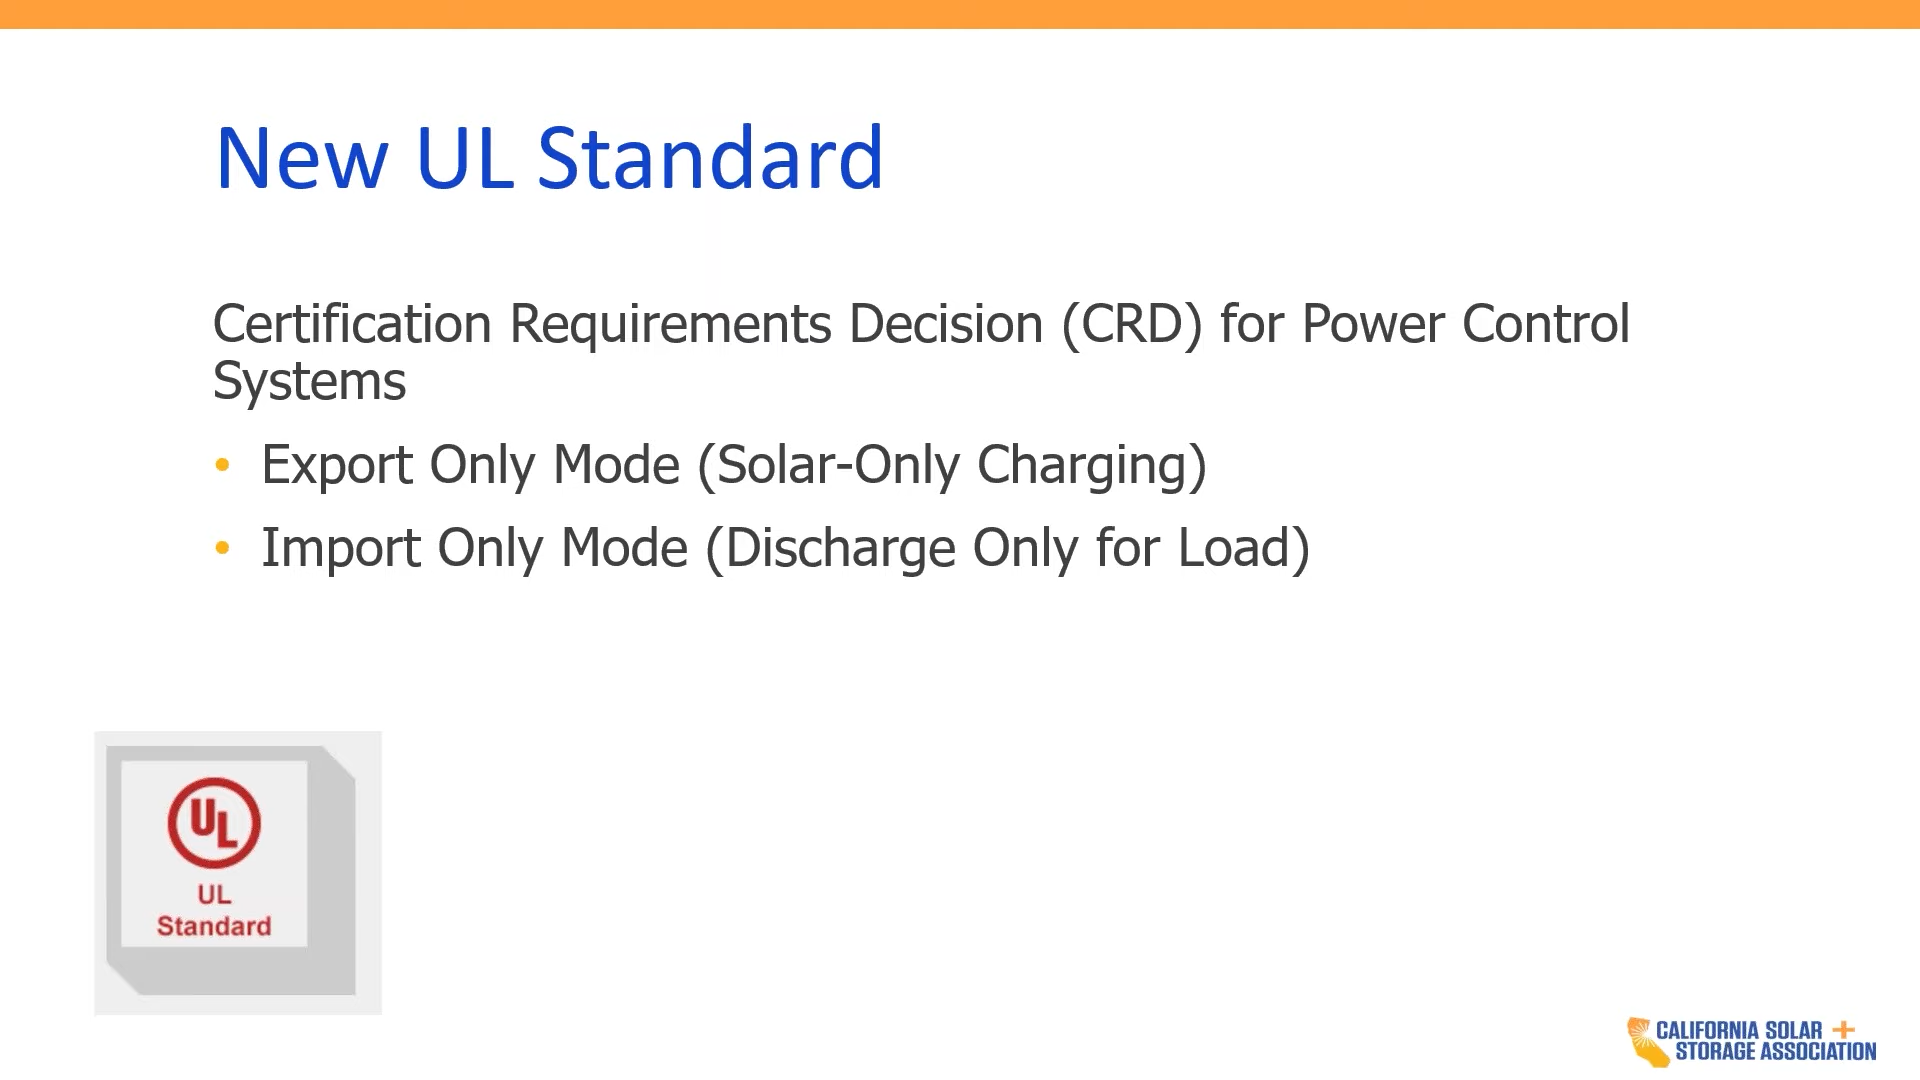 New UL Standard
Certification Requirements Decision (CRD) for Power Control
Systems
• Export Only Mode (Solar-Only Charging)
• Import Only Mode (Discharge Only for Load)
UL
UL
Standard
CALIFORNIA SOLAR +
STORAGE ASSOCIATION